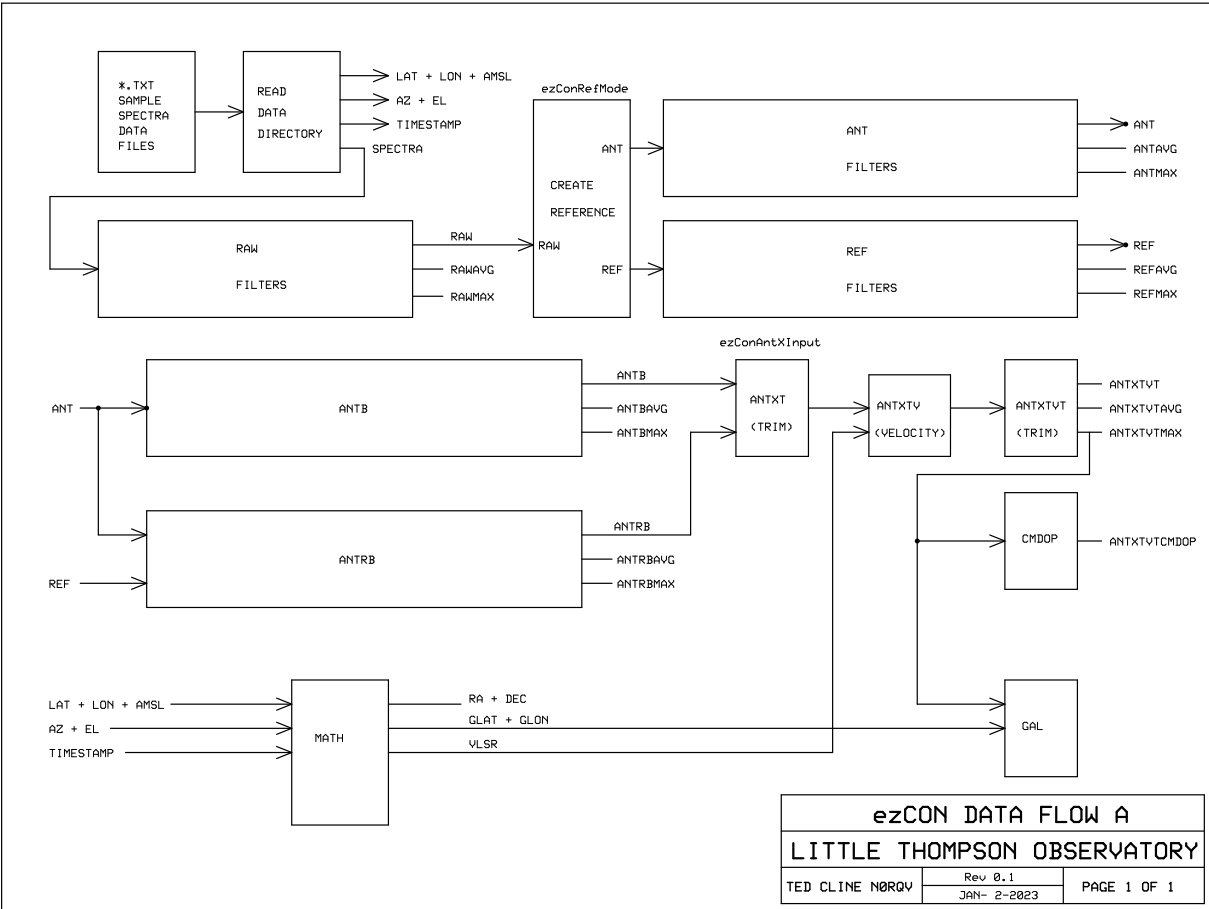 *.TXT
SAMPLE
SPECTRA
DATA
FILES
READ
DATA
DIRECTORY
LAT + LON + AMSL
AZ + EL
TIMESTAMP
SPECTRA
ezConRefMode
ANT
CREATE
REFERENCE
RAW
REF
ANT
FILTERS
ANT
ANTAVG
ANTMAX
RAW
FILTERS
RAW
RAWAVG
RAWMAX
REF
FILTERS
REF
REFAVG
REFMAX
ezConAntXInput
ANT
ANTB
ANTB
ANTBAVG
ANTBMAX
ANTXT
(TRIM)
ANTXTV
(VELOCITY)
ANTXTVT
(TRIM)
ANTXTVT
ANTXTVTAVG
ANTXTVTMAX
REF
ANTRB
ANTRB
ANTRBAVG
ANTRBMAX
CMDOP
ANTXTVTCMDOP
LAT + LON + AMSL
AZ + EL
TIMESTAMP
MATH
RA + DEC
GLAT + GLON
VLSR
GAL
ezCON DATA FLOW A
LITTLE THOMPSON OBSERVATORY
TED CLINE N0RQV
Rev 0.1
JAN- 2-2023
PAGE 1 OF 1